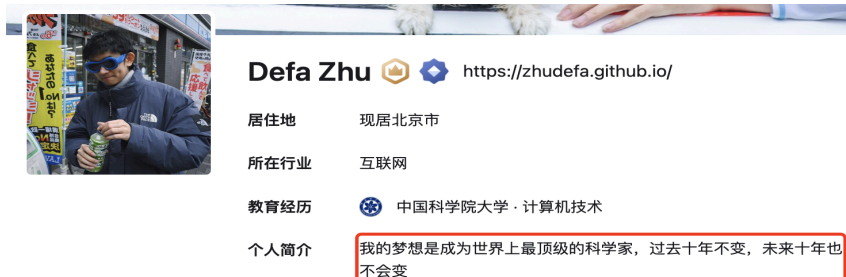 Defa Zhu https://zhudefa.github.io/
居住地 现居北京市
所在行业 互联网
教育经历 中国科学院大学 · 计算机技术
个人简介 我的梦想是成为世界上最顶级的科学家，过去十年不变，未来十年也
不会变